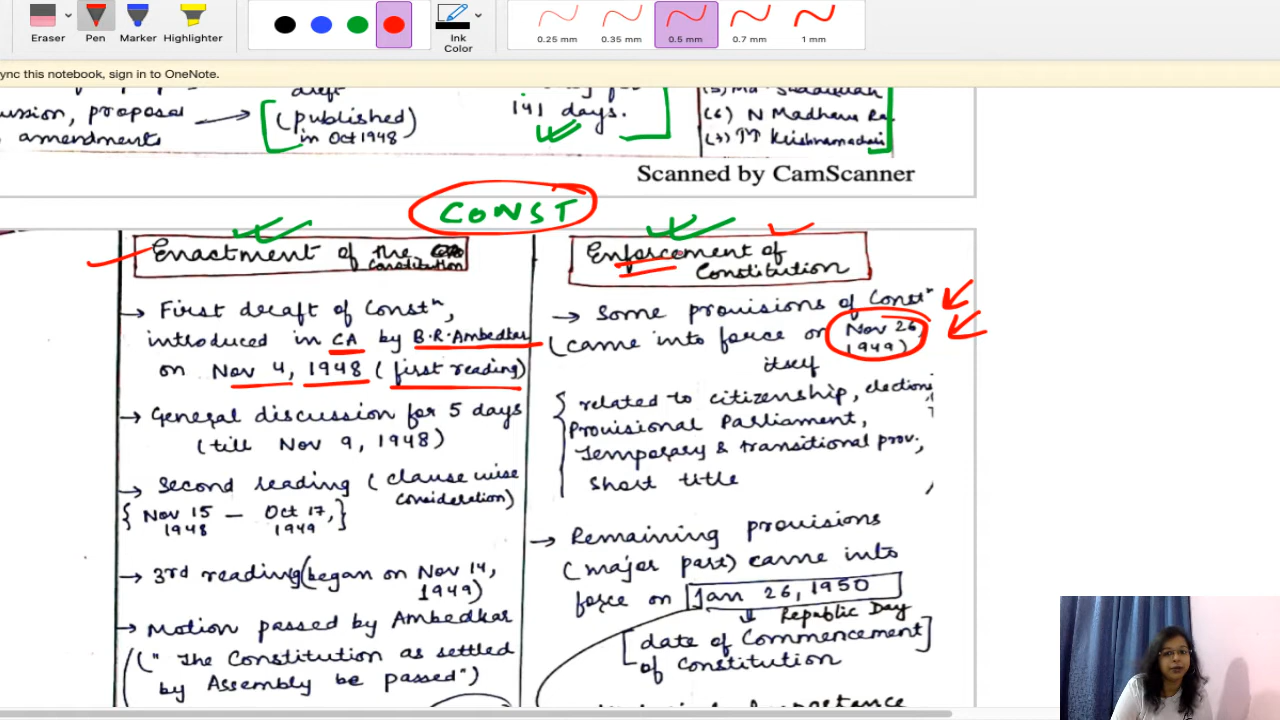 Eraser
Pen
Marker
Highlighter
Ink
Color
0.25 mm
0.35 mm
0.5 mm
0.7 mm
1 mm
ync this notebook, sign in to OneNote.
draft
ussion, proposal
amendments
(published)
in Oct 1948
141 days.
(6) N Madhava Ra
(7) TT Krishnamachari
Scanned by CamScanner
CONST
Enactment of the
Constitution
→ First draft of Constⁿ,
introduced in CA by B.R. Ambedkar
on Nov 4, 1948 (first reading)
→ General discussion for 5 days
(till Nov 9, 1948)
→ Second reading (clause wise
consideration)
{ Nov 15 1948 — Oct 17, 1949 }
→ 3rd reading (began on Nov 14,
1949)
→ Motion passed by Ambedkar
(" The Constitution as settled
by Assembly be passed")
Enforcement of
Constitution
→ Some provisions of Constⁿ
(came into force on Nov 26
1949)
itself
{ related to citizenship, election,
Provisional Parliament,
Temporary & transitional prov.,
Short title
→ Remaining provisions
(major part) came into
force on Jan 26, 1950
↓ Republic Day
[date of Commencement]
of Constitution